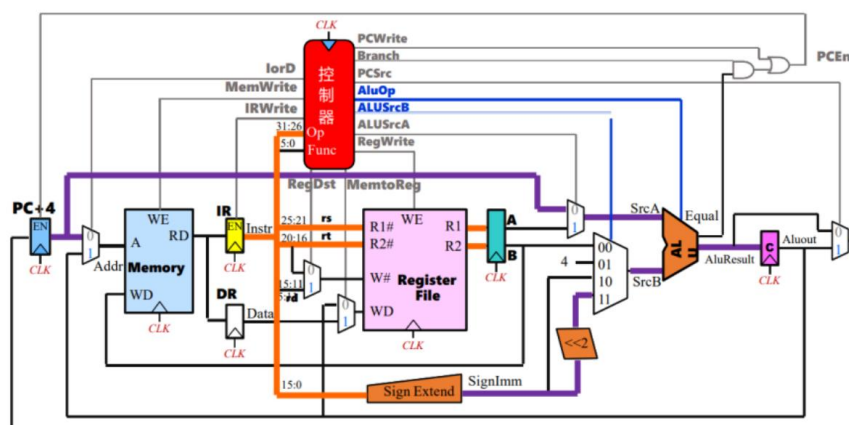 CLK
PCWrite
Branch
PCSrc
PCEn
IorD
MemWrite
IRWrite
控制器
AluOp
ALUSrcB
ALUSrcA
RegWrite
31:26
Op
5:0
Func
RegDst
MemtoReg
PC+4
EN
CLK
0
1
Addr
WE
A
RD
Memory
WD
CLK
IR
EN
Instr
CLK
DR
Data
CLK
25:21
rs
20:16
rt
15:11
rd
0
1
0
1
WE
R1#
R1
R2#
R2
W#
Register
File
WD
CLK
A
B
CLK
0
1
SrcA
4
00
01
10
11
SrcB
Equal
ALU
AluResult
C
CLK
Aluout
0
1
<<2
15:0
Sign Extend
SignImm